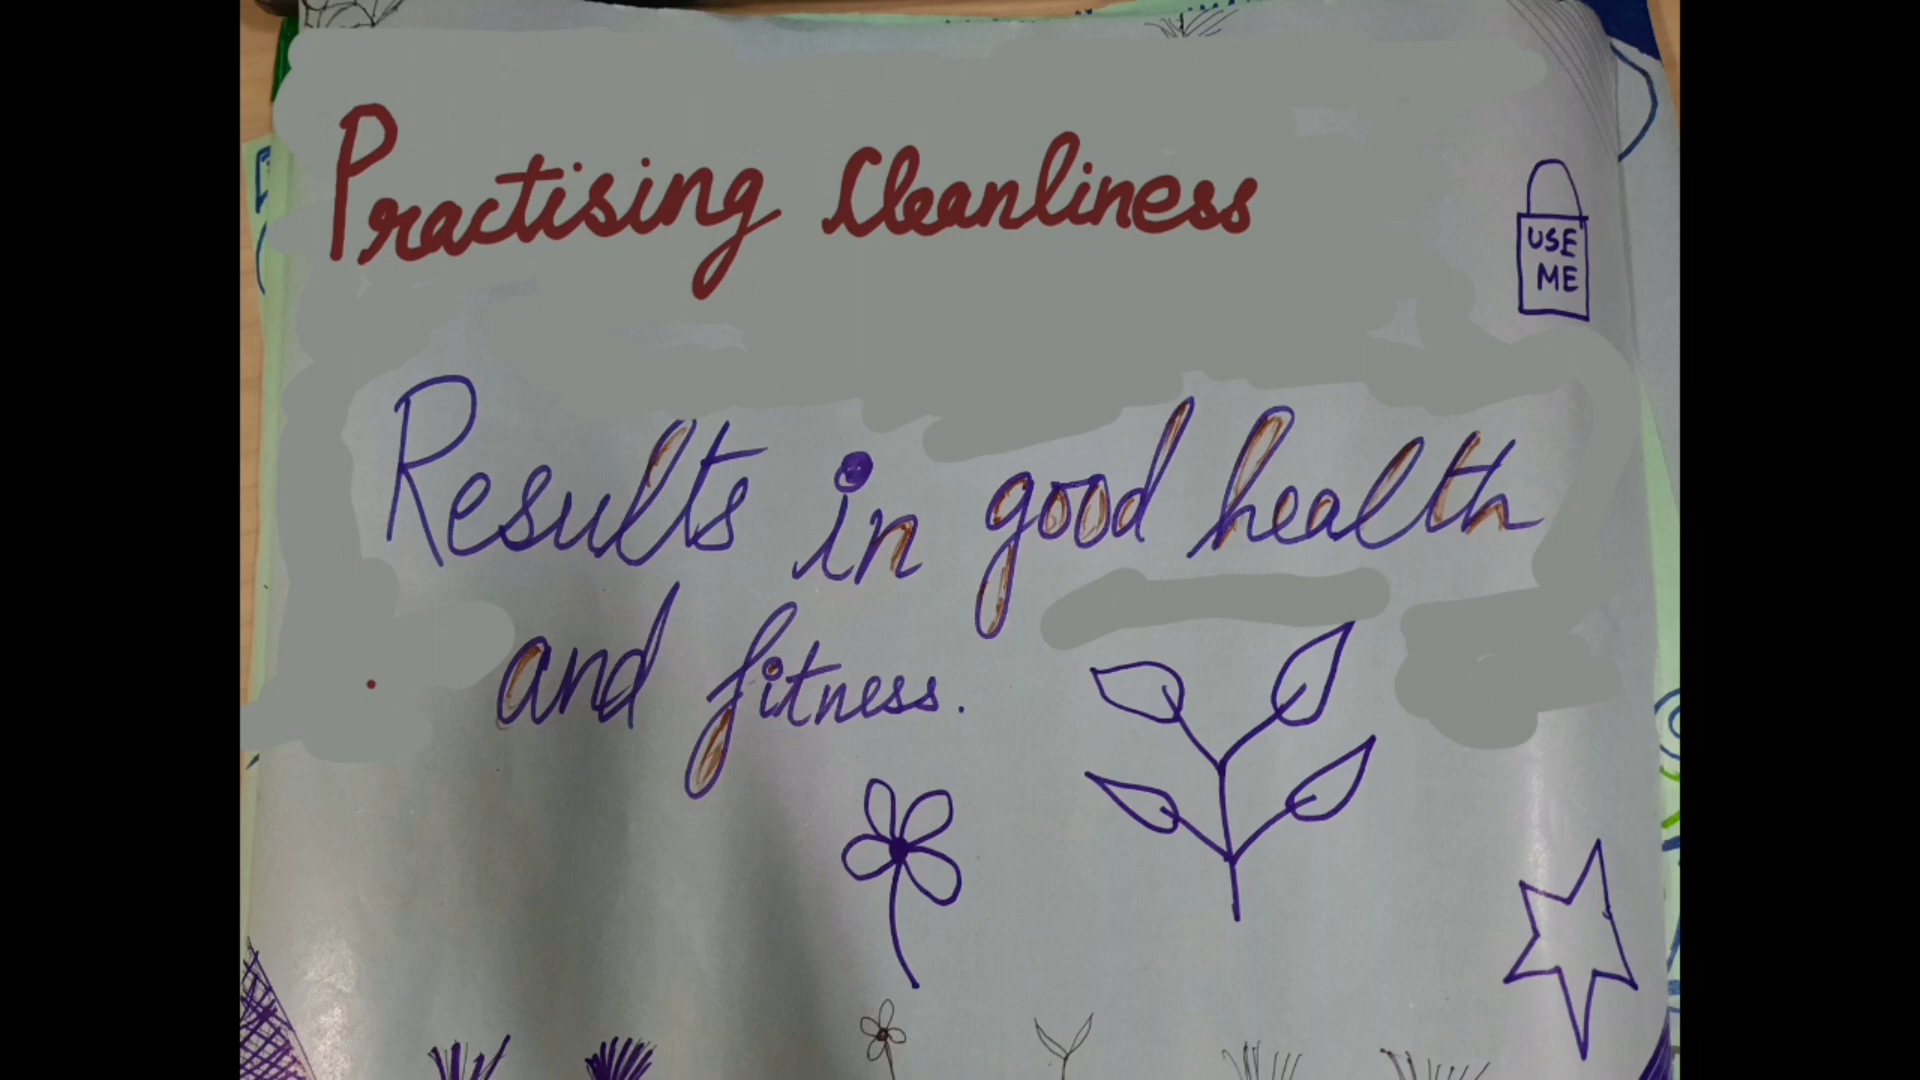 Practising Cleanliness
USE
ME
Results in good health
and fitness.